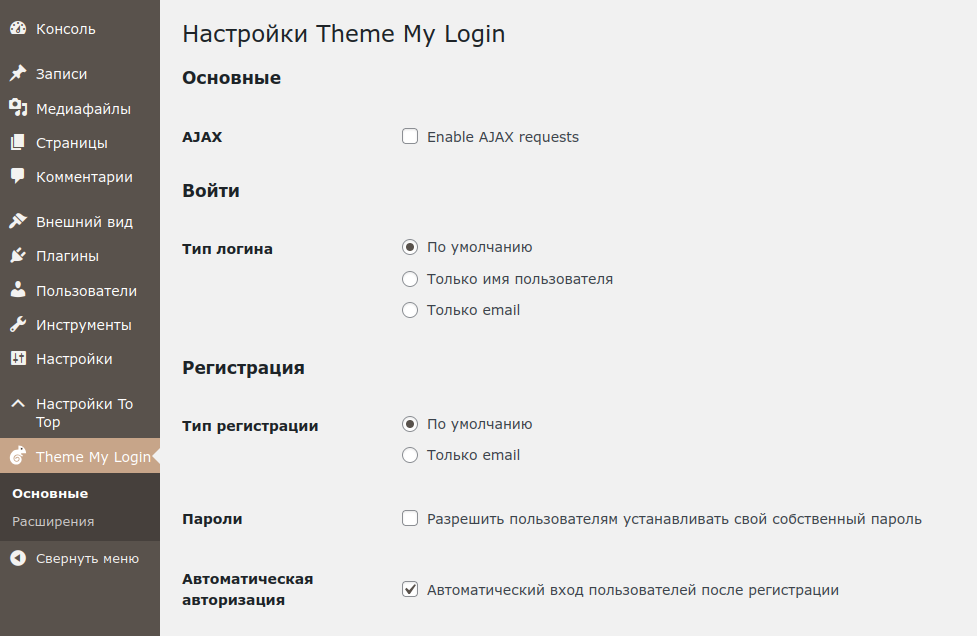 Консоль
Записи
Медиафайлы
Страницы
Комментарии
Внешний вид
Плагины
Пользователи
Инструменты
Настройки
Настройки To
Top
Theme My Login
Основные
Расширения
Свернуть меню
Настройки Theme My Login
Основные
AJAX
Enable AJAX requests
Войти
Тип логина
По умолчанию
Только имя пользователя
Только email
Регистрация
Тип регистрации
По умолчанию
Только email
Пароли
Разрешить пользователям устанавливать свой собственный пароль
Автоматическая
авторизация
Автоматический вход пользователей после регистрации